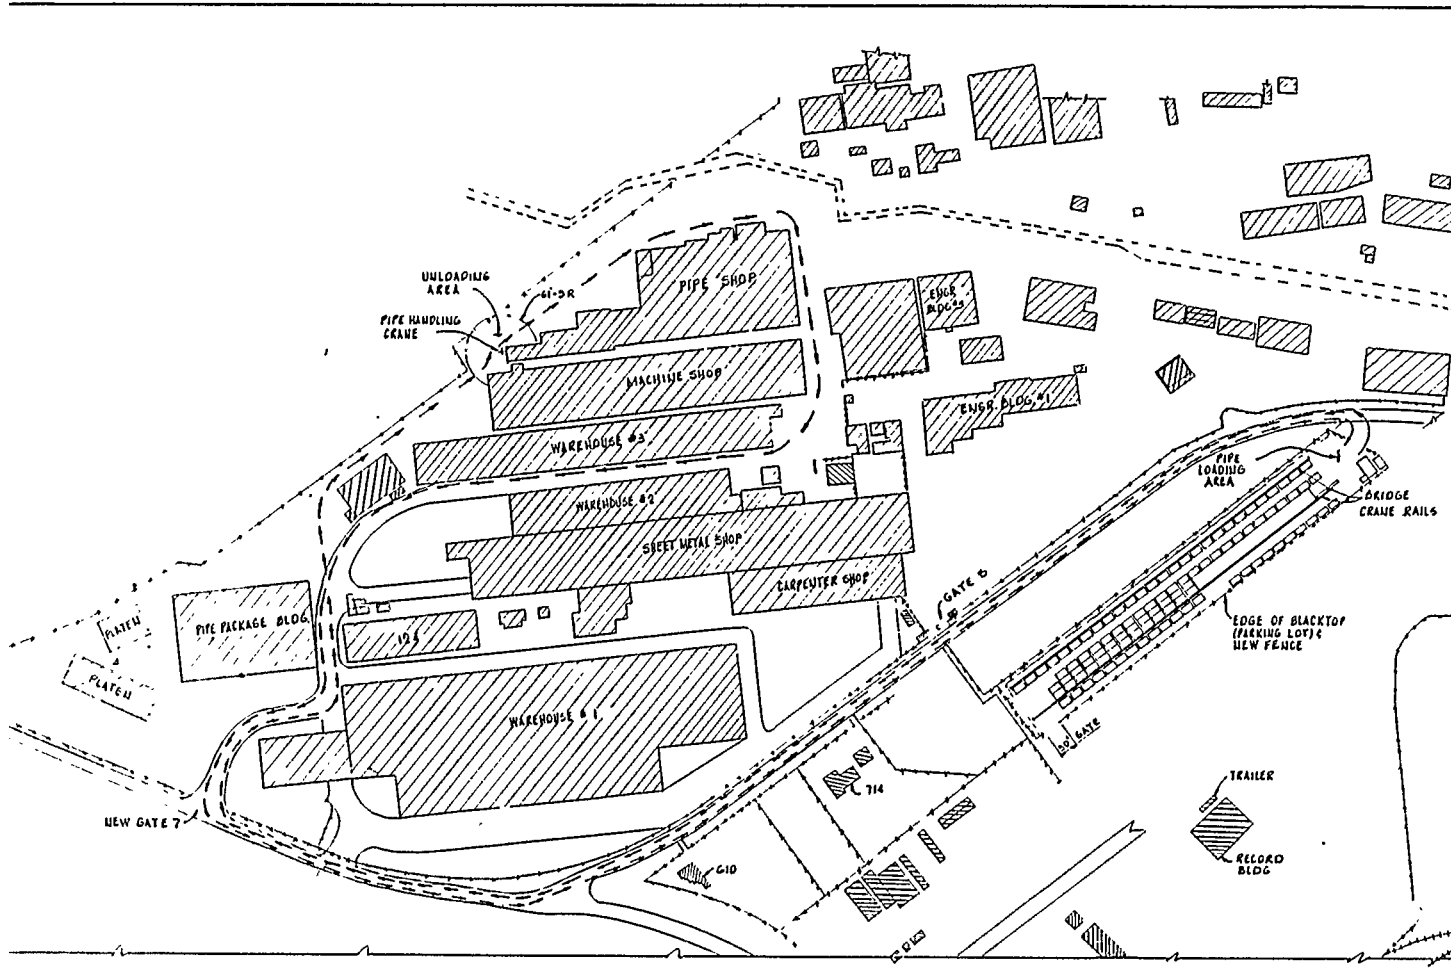 UNLOADING
AREA
61-SR
PIPE HANDLING
CRANE
PIPE SHOP
ENGR
MACHINE SHOP
ENGR. BLDG. #1
WAREHOUSE #3
PIPE
LOADING
AREA
BRIDGE
CRANE RAILS
WAREHOUSE #2
SHEET METAL SHOP
CARPENTER SHOP
GATE 5
PLATEN
PIPE PACKAGE BLDG.
EDGE OF BLACKTOP
(PARKING LOT) &
NEW FENCE
PLATEN
WAREHOUSE #1
20' GATE
714
TRAILER
NEW GATE 7
RECORD
BLDG
610